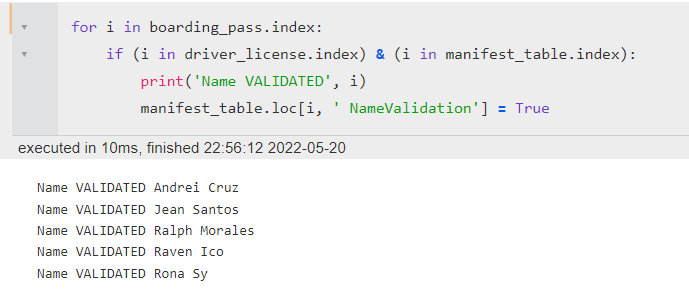 for i in boarding_pass.index:
    if (i in driver_license.index) & (i in manifest_table.index):
        print('Name VALIDATED', i)
        manifest_table.loc[i, ' NameValidation'] = True
executed in 10ms, finished 22:56:12 2022-05-20
Name VALIDATED Andrei Cruz
Name VALIDATED Jean Santos
Name VALIDATED Ralph Morales
Name VALIDATED Raven Ico
Name VALIDATED Rona Sy